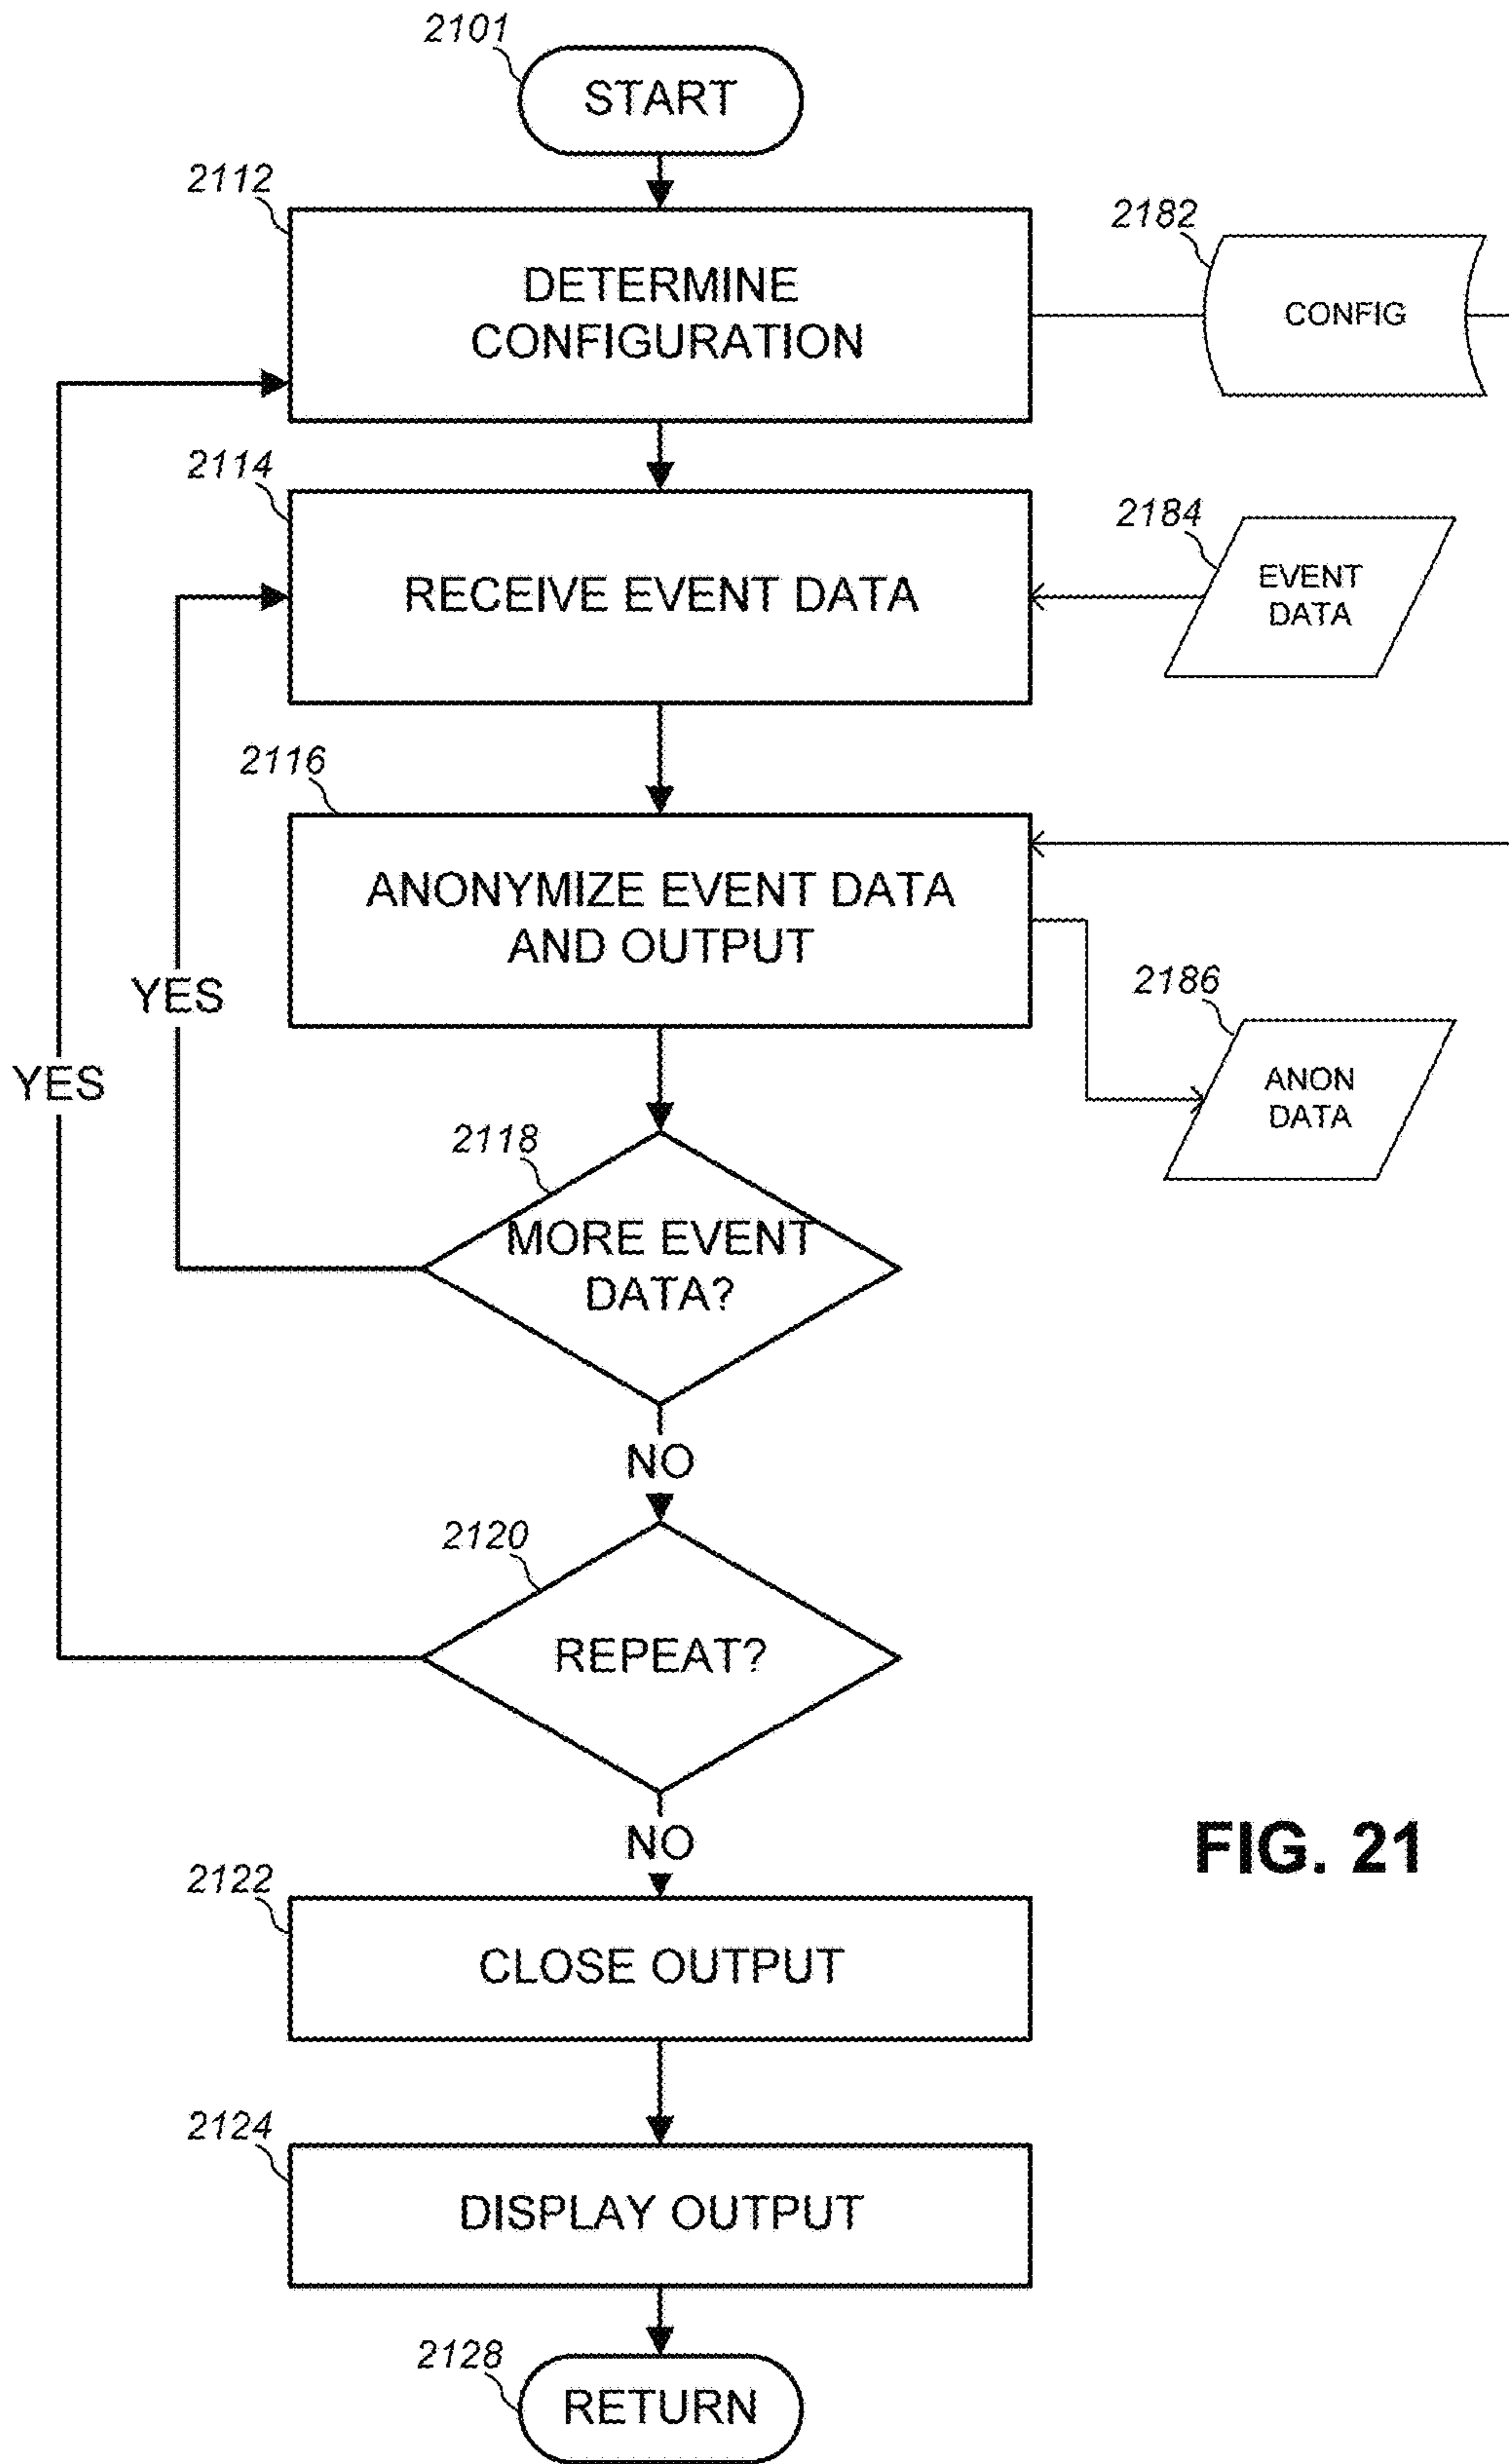 2101
START
2112
DETERMINE
CONFIGURATION
2182
CONFIG
2114
RECEIVE EVENT DATA
2184
EVENT
DATA
2116
ANONYMIZE EVENT DATA
AND OUTPUT
YES
2186
ANON
DATA
YES
2118
MORE EVENT
DATA?
NO
2120
REPEAT?
NO
FIG. 21
2122
CLOSE OUTPUT
2124
DISPLAY OUTPUT
2128
RETURN